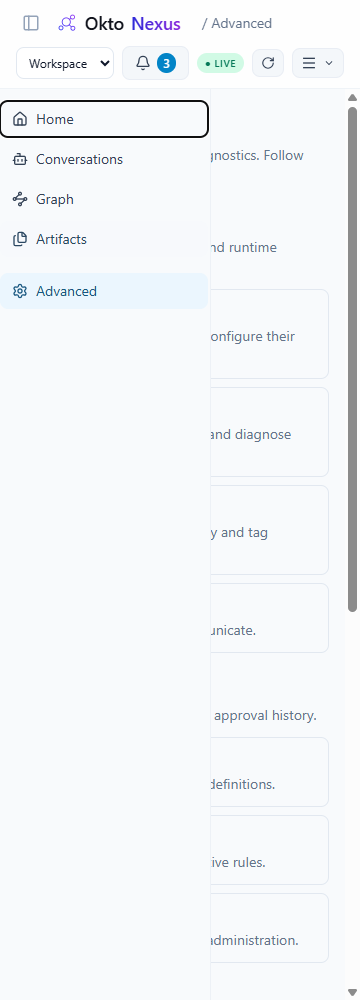 Okto Nexus / Advanced
Workspace 3 LIVE
Home
Conversations
gnostics. Follow
Graph
Artifacts
nd runtime
Advanced
onfigure their
and diagnose
y and tag
unicate.
approval history.
definitions.
ive rules.
administration.